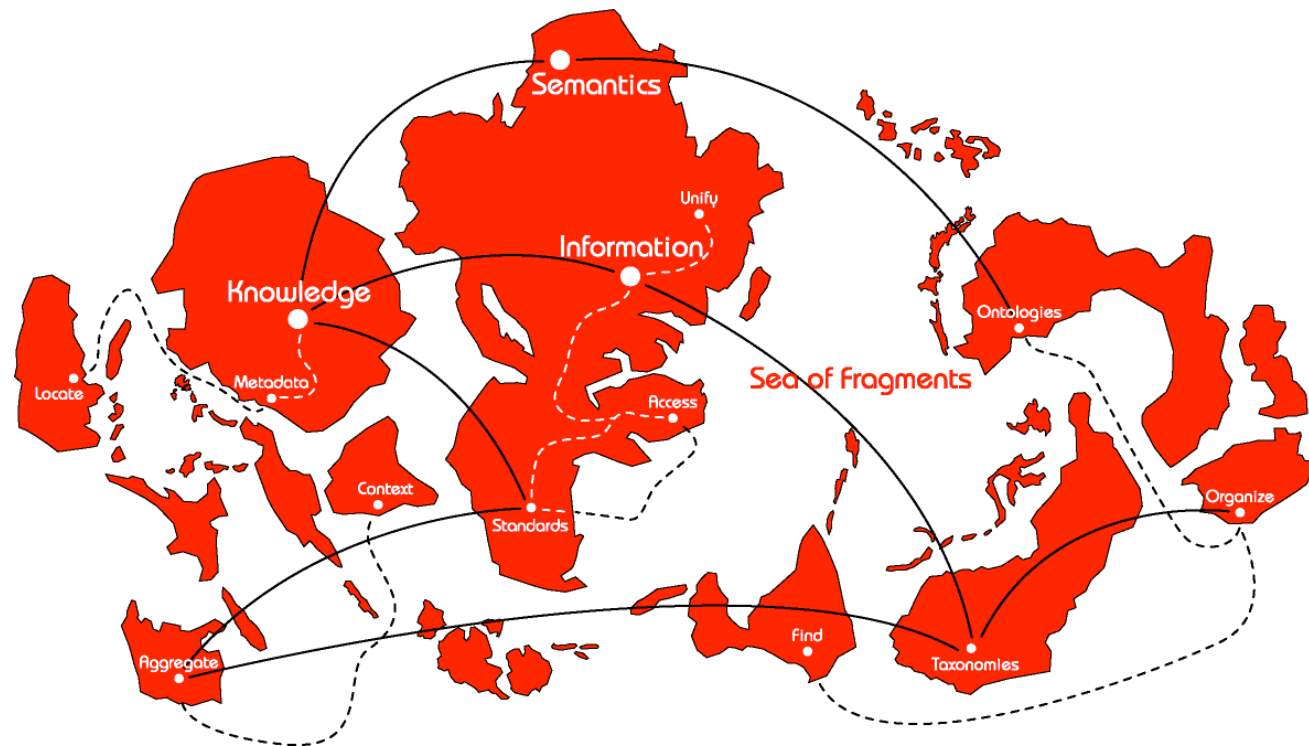 Semantics
Unify
Information
Knowledge
Ontologies
Sea of Fragments
Locate
Metadata
Access
Context
Organize
Standards
Find
Aggregate
Taxonomies